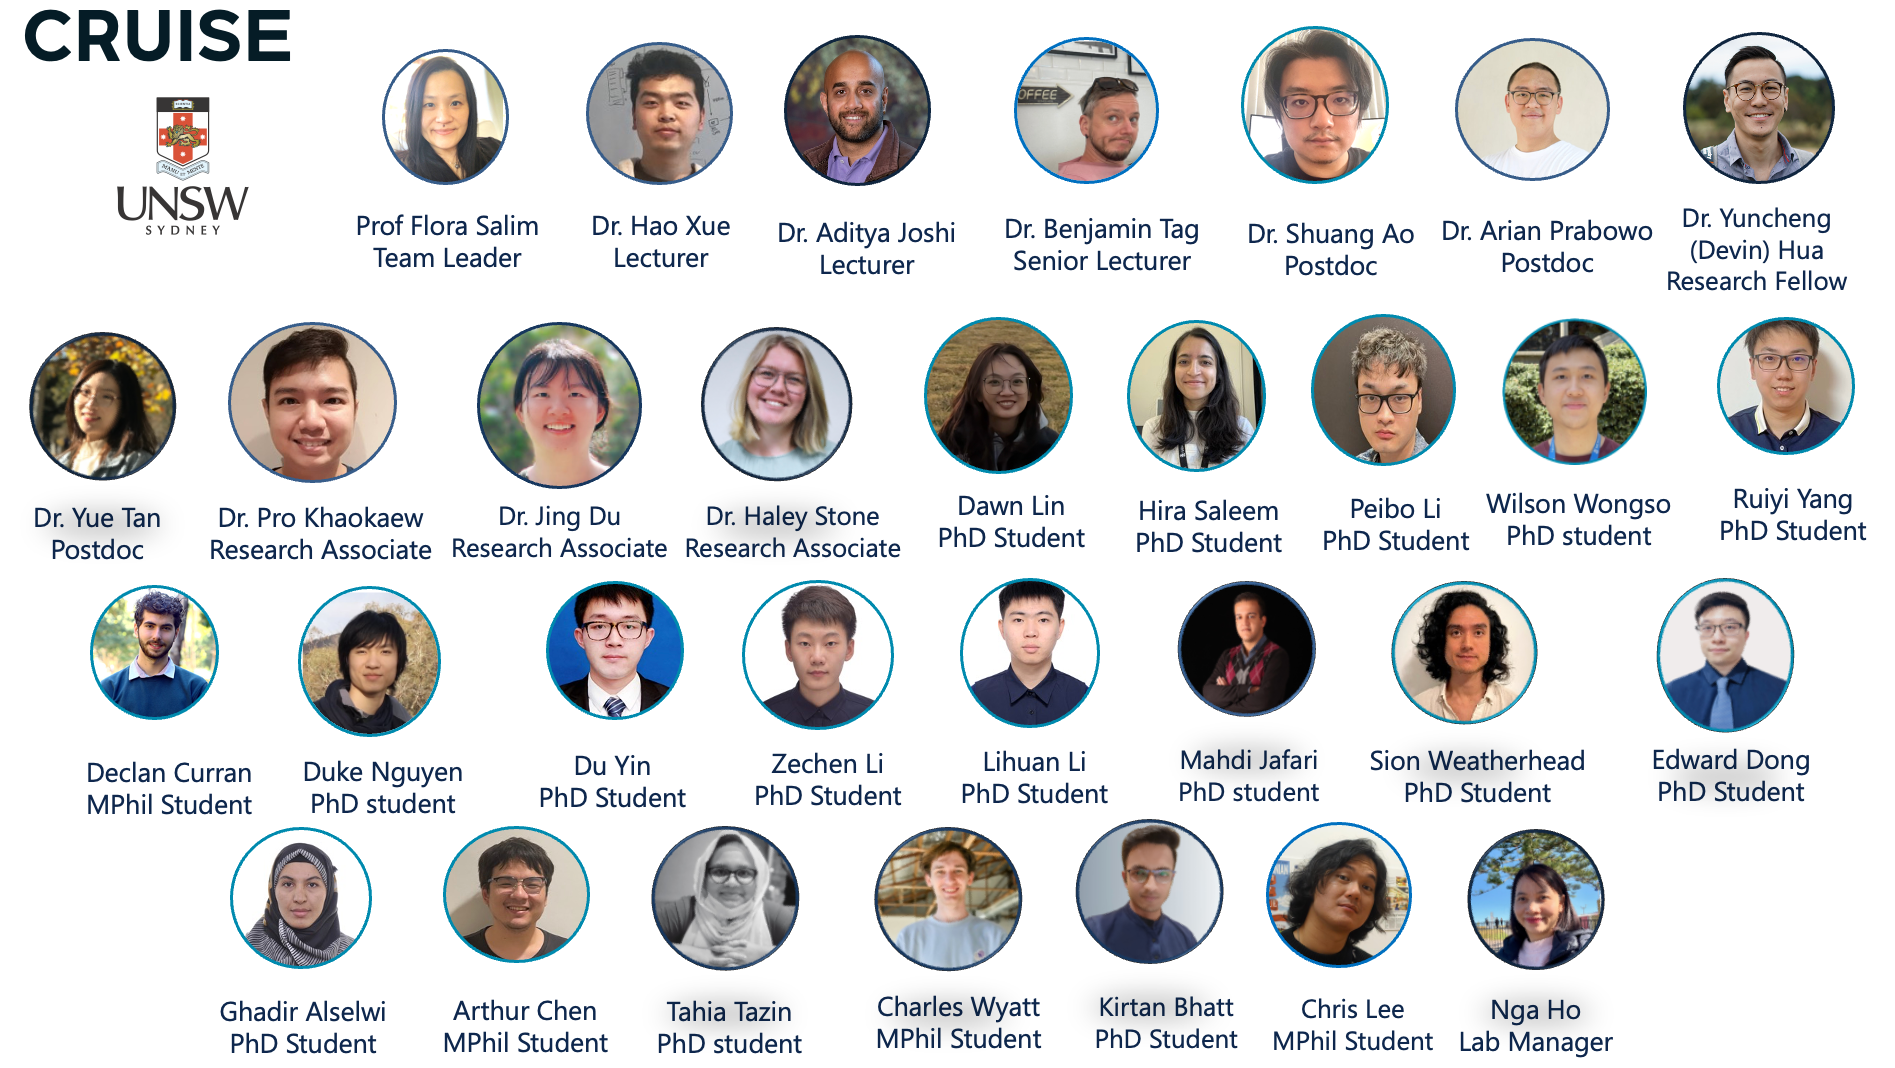 CRUISE
UNSW
SYDNEY
OFFEE
Prof Flora Salim
Team Leader
Dr. Hao Xue
Lecturer
Dr. Aditya Joshi
Lecturer
Dr. Benjamin Tag
Senior Lecturer
Dr. Shuang Ao
Postdoc
Dr. Arian Prabowo
Postdoc
Dr. Yuncheng
(Devin) Hua
Research Fellow
Dr. Yue Tan
Postdoc
Dr. Pro Khaokaew
Research Associate
Dr. Jing Du
Research Associate
Dr. Haley Stone
Research Associate
Dawn Lin
PhD Student
Hira Saleem
PhD Student
Peibo Li
PhD Student
Wilson Wongso
PhD student
Ruiyi Yang
PhD Student
Declan Curran
MPhil Student
Duke Nguyen
PhD student
Du Yin
PhD Student
Zechen Li
PhD Student
Lihuan Li
PhD Student
Mahdi Jafari
PhD student
Sion Weatherhead
PhD Student
Edward Dong
PhD Student
Ghadir Alselwi
PhD Student
Arthur Chen
MPhil Student
Tahia Tazin
PhD student
Charles Wyatt
MPhil Student
Kirtan Bhatt
PhD Student
Chris Lee
MPhil Student
Nga Ho
Lab Manager